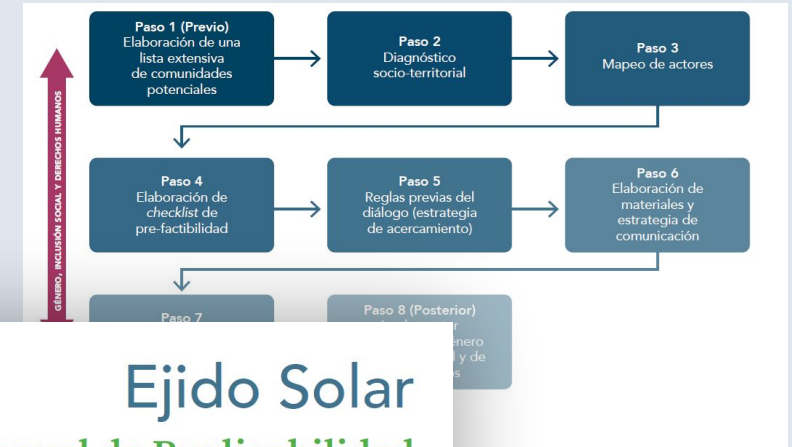 GÉNERO, INCLUSIÓN SOCIAL Y DERECHOS HUMANOS
Paso 1 (Previo)
Elaboración de una
lista extensiva
de comunidades
potenciales
Paso 2
Diagnóstico
socio-territorial
Paso 3
Mapeo de actores
Paso 4
Elaboración de
checklist de
pre-factibilidad
Paso 5
Reglas previas del
diálogo (estrategia
de acercamiento)
Paso 6
Elaboración de
materiales y
estrategia de
comunicación
Paso 7
Paso 8 (Posterior)
y de
Ejido Solar
Replicabilidad